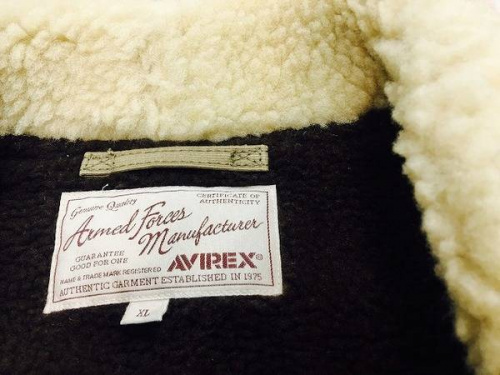 Genuine Quality
CERTIFICATE OF
AUTHENTICITY
Armed Forces
Manufacturer
GUARANTEE
GOOD FOR ONE
AVIREX®
NAME & TRADE MARK REGISTERED
AUTHENTIC GARMENT ESTABLISHED IN 1975
XL